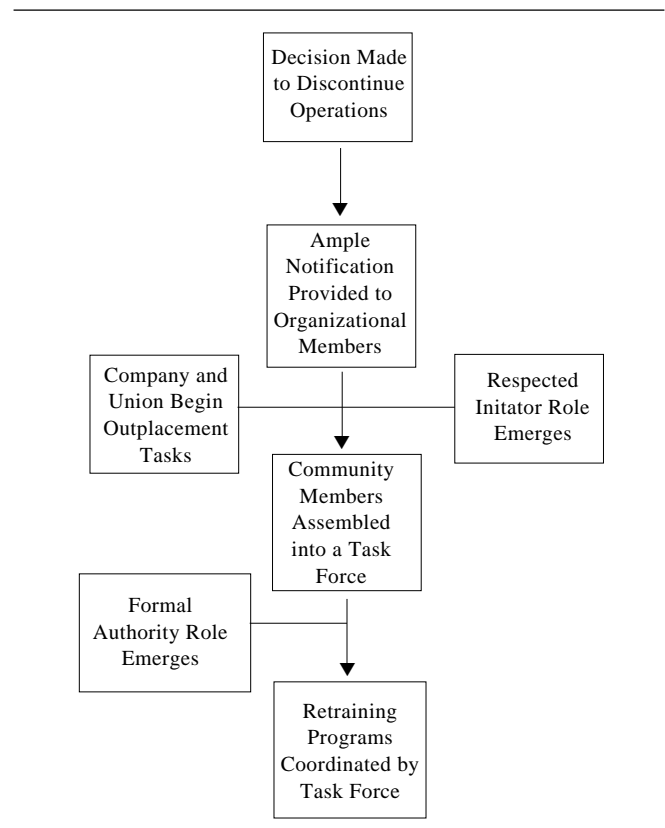 Decision Made
to Discontinue
Operations
Ample
Notification
Provided to
Organizational
Members
Company and
Union Begin
Outplacement
Tasks
Respected
Initator Role
Emerges
Community
Members
Assembled
into a Task
Force
Formal
Authority Role
Emerges
Retraining
Programs
Coordinated by
Task Force